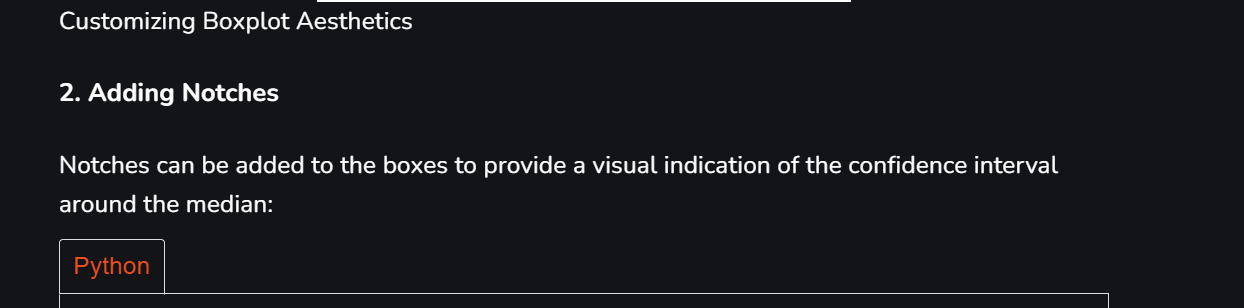 Customizing Boxplot Aesthetics
2. Adding Notches
Notches can be added to the boxes to provide a visual indication of the confidence interval
around the median:
Python